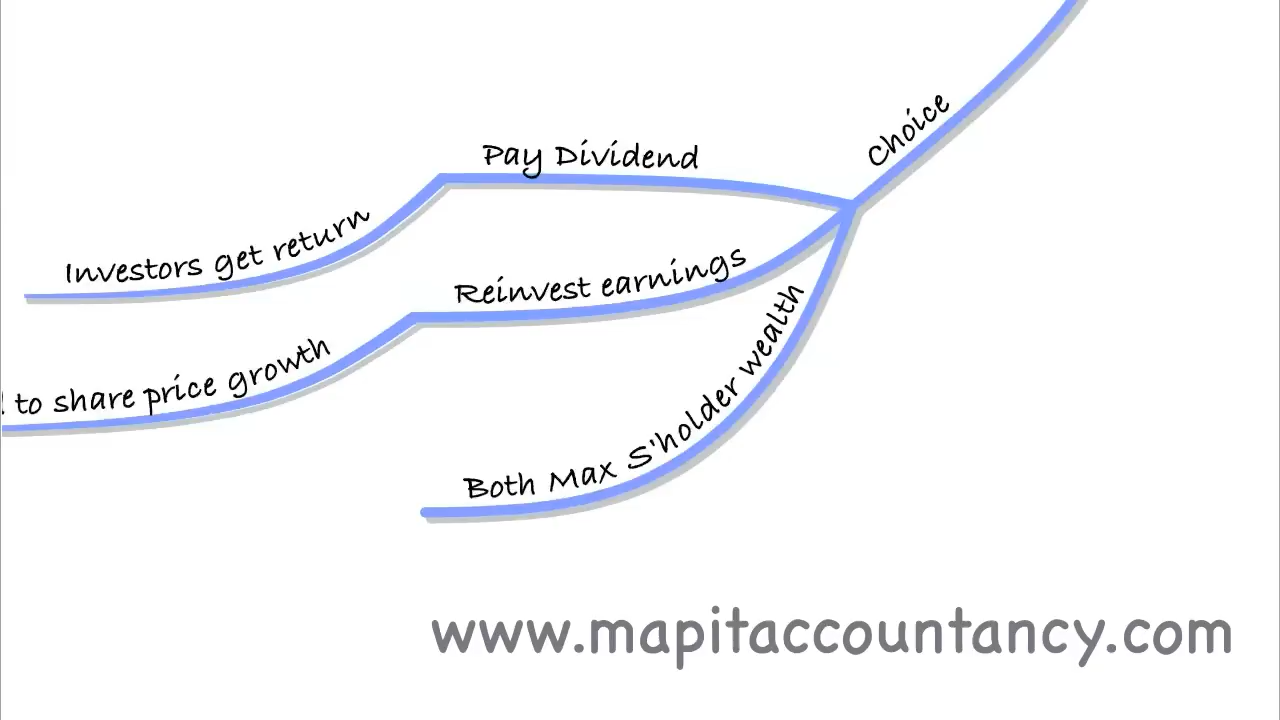 Choice
Pay Dividend
Investors get return
Reinvest earnings
to share price growth
Both Max S'holder wealth
www.mapitaccountancy.com